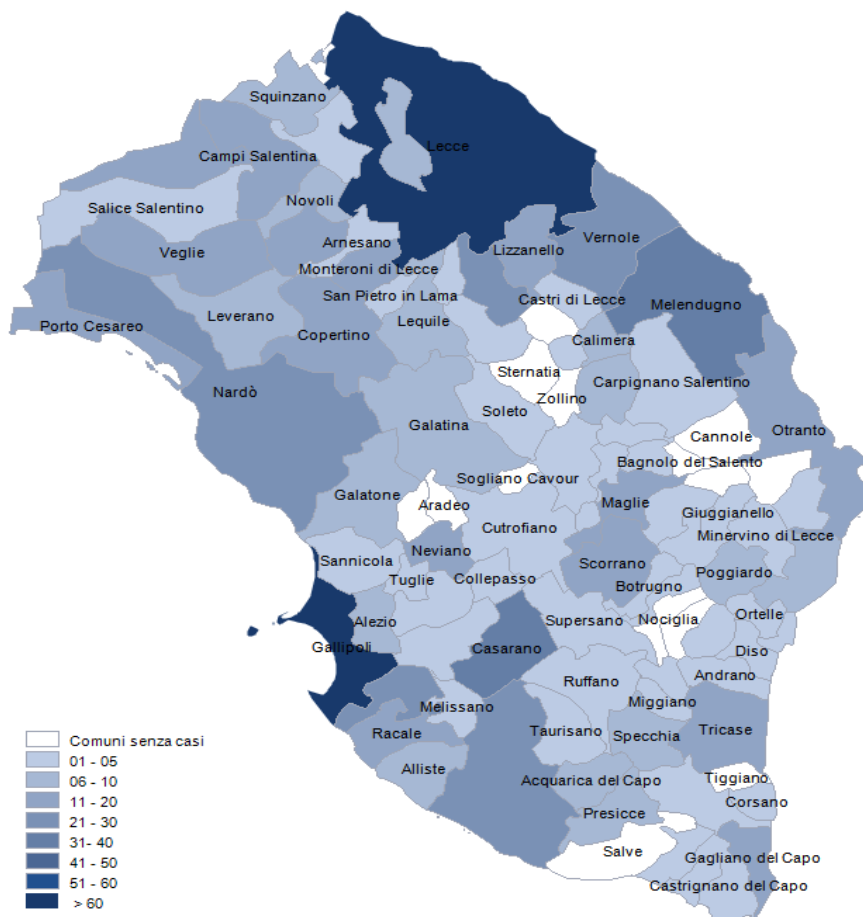 Squinzano
Lecce
Campi Salentina
Novoli
Salice Salentino
Arnesano
Vernole
Lizzanello
Veglie
Monteroni di Lecce
San Pietro in Lama
Castri di Lecce
Melendugno
Leverano
Lequile
Porto Cesareo
Copertino
Calimera
Sternatia
Carpignano Salentino
Nardò
Zollino
Soleto
Galatina
Cannole
Otranto
Bagnolo del Salento
Sogliano Cavour
Galatone
Maglie
Aradeo
Giuggianello
Cutrofiano
Minervino di Lecce
Neviano
Sannicola
Scorrano
Poggiardo
Tuglie
Collepasso
Botrugno
Ortelle
Alezio
Supersano
Nociglia
Gallipoli
Casarano
Diso
Andrano
Ruffano
Miggiano
Melissano
Taurisano
Specchia
Tricase
Racale
Alliste
Acquarica del Capo
Tiggiano
Corsano
Presicce
Salve
Gagliano del Capo
Castrignano del Capo
Comuni senza casi
01 - 05
06 - 10
11 - 20
21 - 30
31- 40
41 - 50
51 - 60
> 60